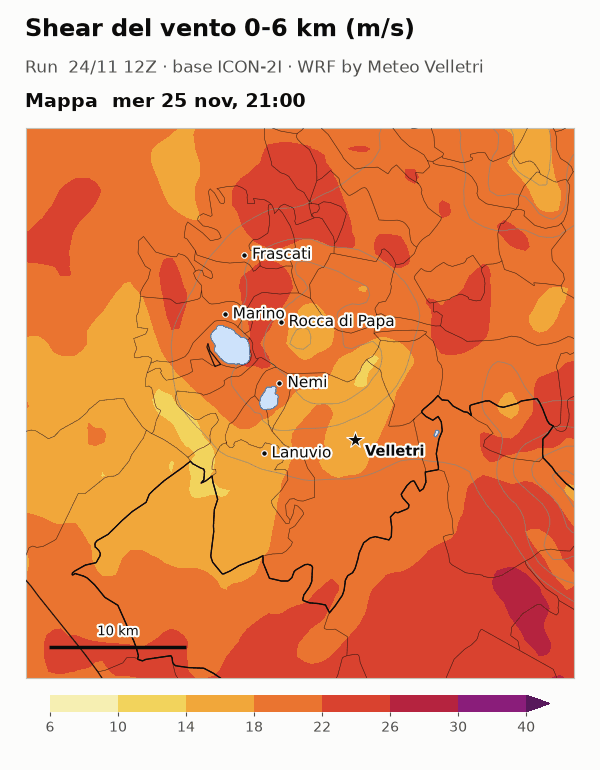 Shear del vento 0-6 km (m/s)
Run  24/11 12Z · base ICON-2I · WRF by Meteo Velletri
Mappa  mer 25 nov, 21:00
Frascati
Marino
Rocca di Papa
Nemi
Velletri
Lanuvio
10 km
6 10 14 18 22 26 30 40